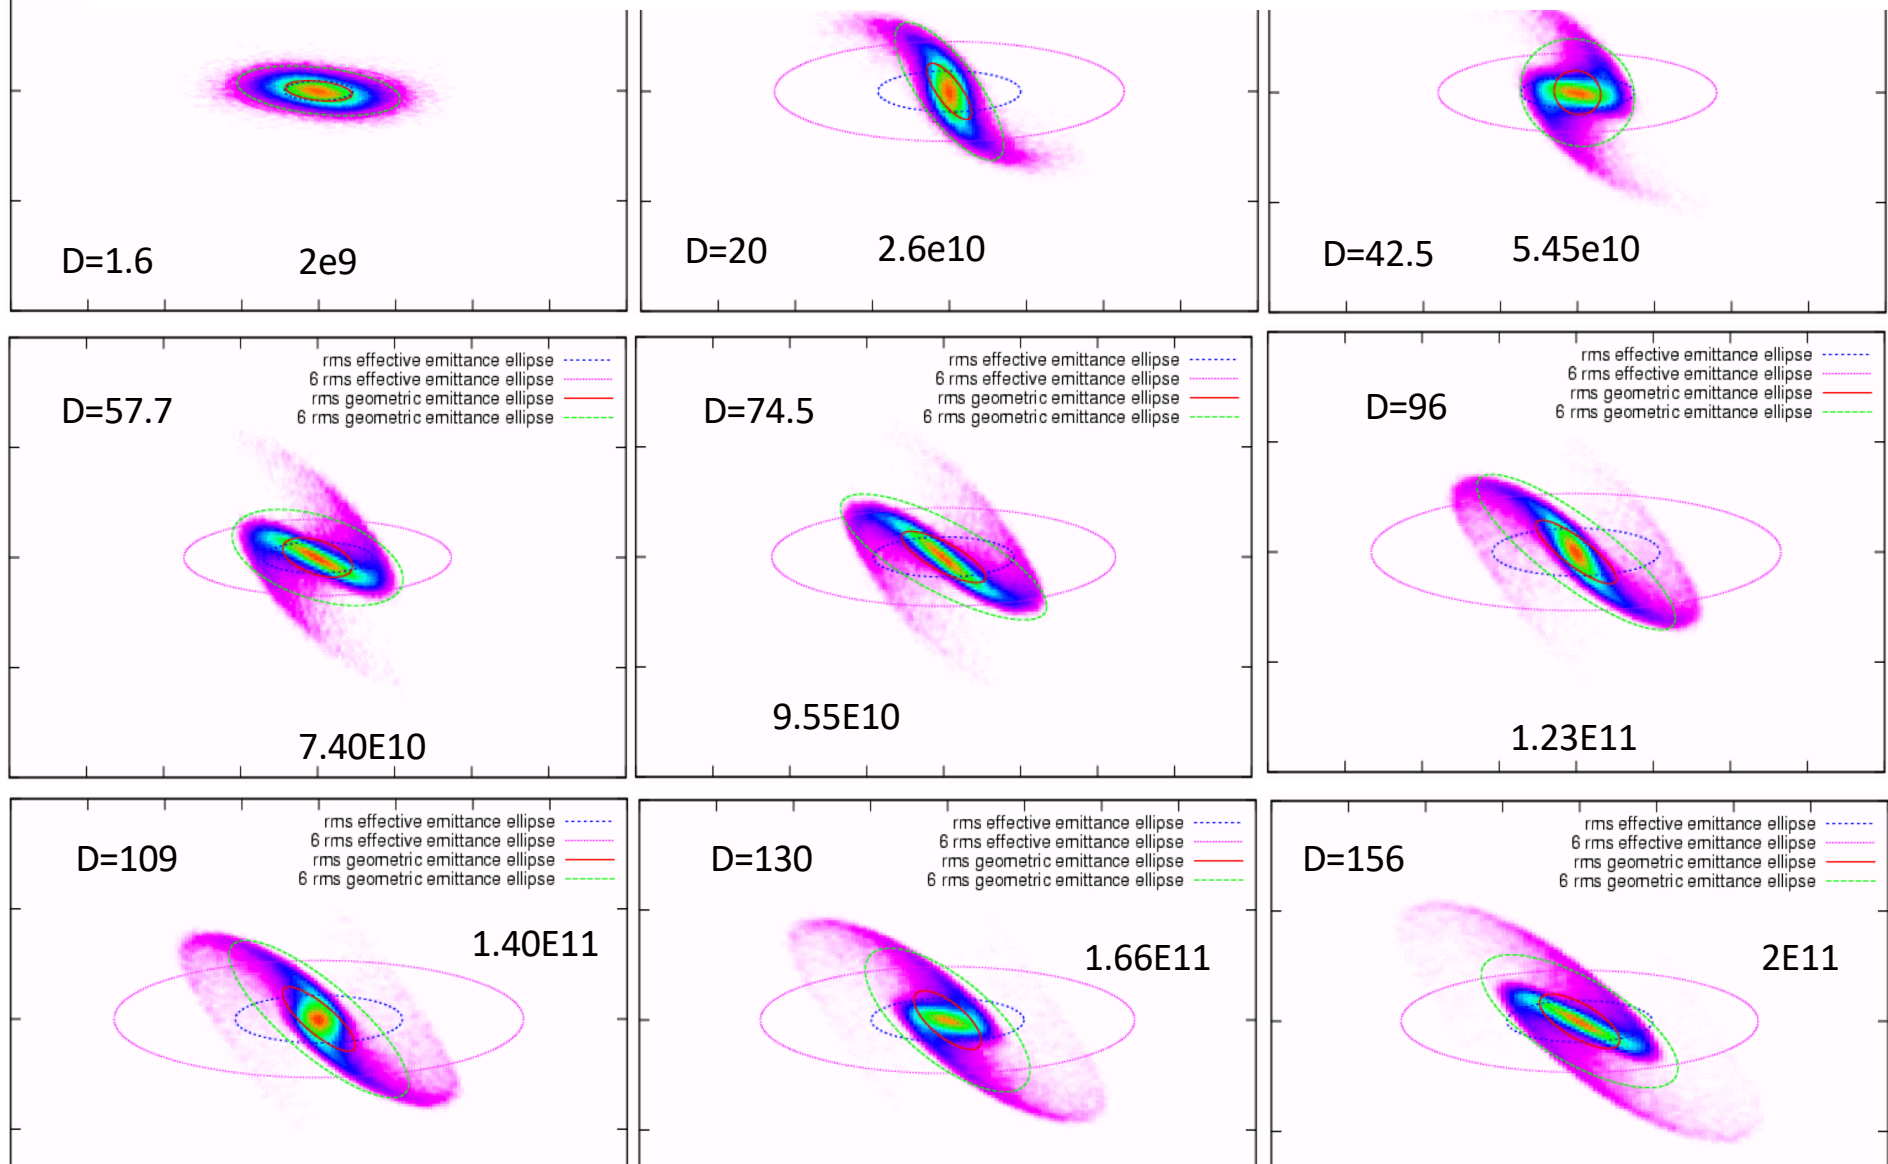 D=1.6
2e9
D=20
2.6e10
D=42.5
5.45e10
rms effective emittance ellipse
6 rms effective emittance ellipse
rms geometric emittance ellipse
6 rms geometric emittance ellipse
D=57.7
7.40E10
rms effective emittance ellipse
6 rms effective emittance ellipse
rms geometric emittance ellipse
6 rms geometric emittance ellipse
D=74.5
9.55E10
rms effective emittance ellipse
6 rms effective emittance ellipse
rms geometric emittance ellipse
6 rms geometric emittance ellipse
D=96
1.23E11
rms effective emittance ellipse
6 rms effective emittance ellipse
rms geometric emittance ellipse
6 rms geometric emittance ellipse
D=109
1.40E11
rms effective emittance ellipse
6 rms effective emittance ellipse
rms geometric emittance ellipse
6 rms geometric emittance ellipse
D=130
1.66E11
rms effective emittance ellipse
6 rms effective emittance ellipse
rms geometric emittance ellipse
6 rms geometric emittance ellipse
D=156
2E11